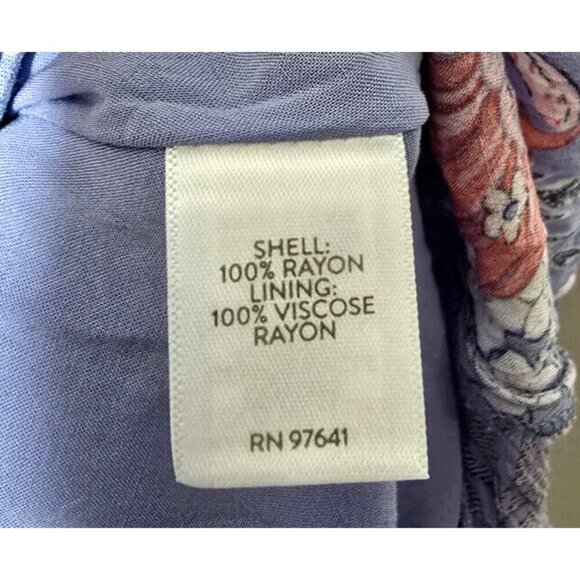 SHELL:
100% RAYON
LINING:
100% VISCOSE
RAYON
RN 97641